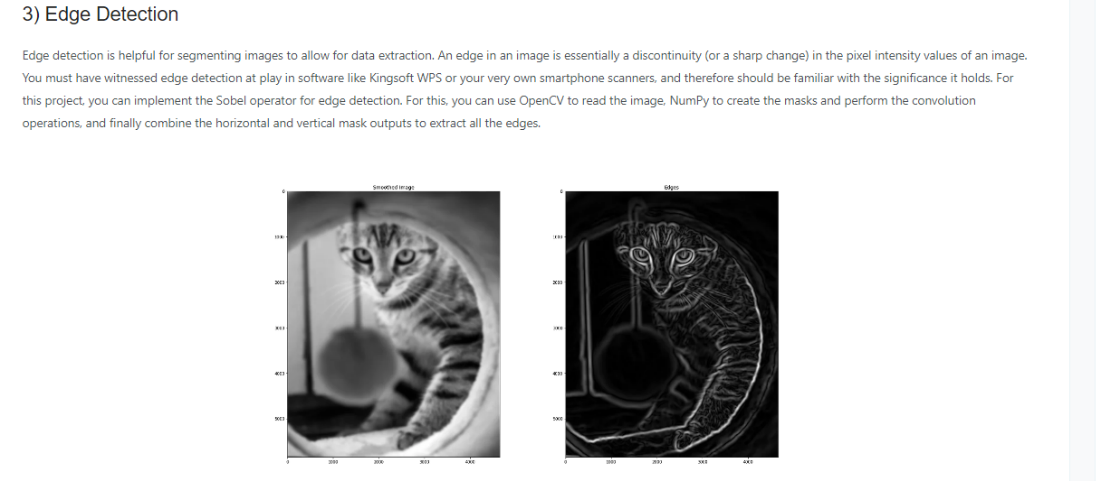 3) Edge Detection
Edge detection is helpful for segmenting images to allow for data extraction. An edge in an image is essentially a discontinuity (or a sharp change) in the pixel intensity values of an image.
You must have witnessed edge detection at play in software like Kingsoft WPS or your very own smartphone scanners, and therefore should be familiar with the significance it holds. For
this project, you can implement the Sobel operator for edge detection. For this, you can use OpenCV to read the image, NumPy to create the masks and perform the convolution
operations, and finally combine the horizontal and vertical mask outputs to extract all the edges.
Smoothed Image
Edges
0
0
1000
1000
2000
2000
3000
3000
4000
4000
5000
5000
0 1000 2000 3000 4000
0 1000 2000 3000 4000